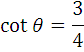 cot θ = 3/4